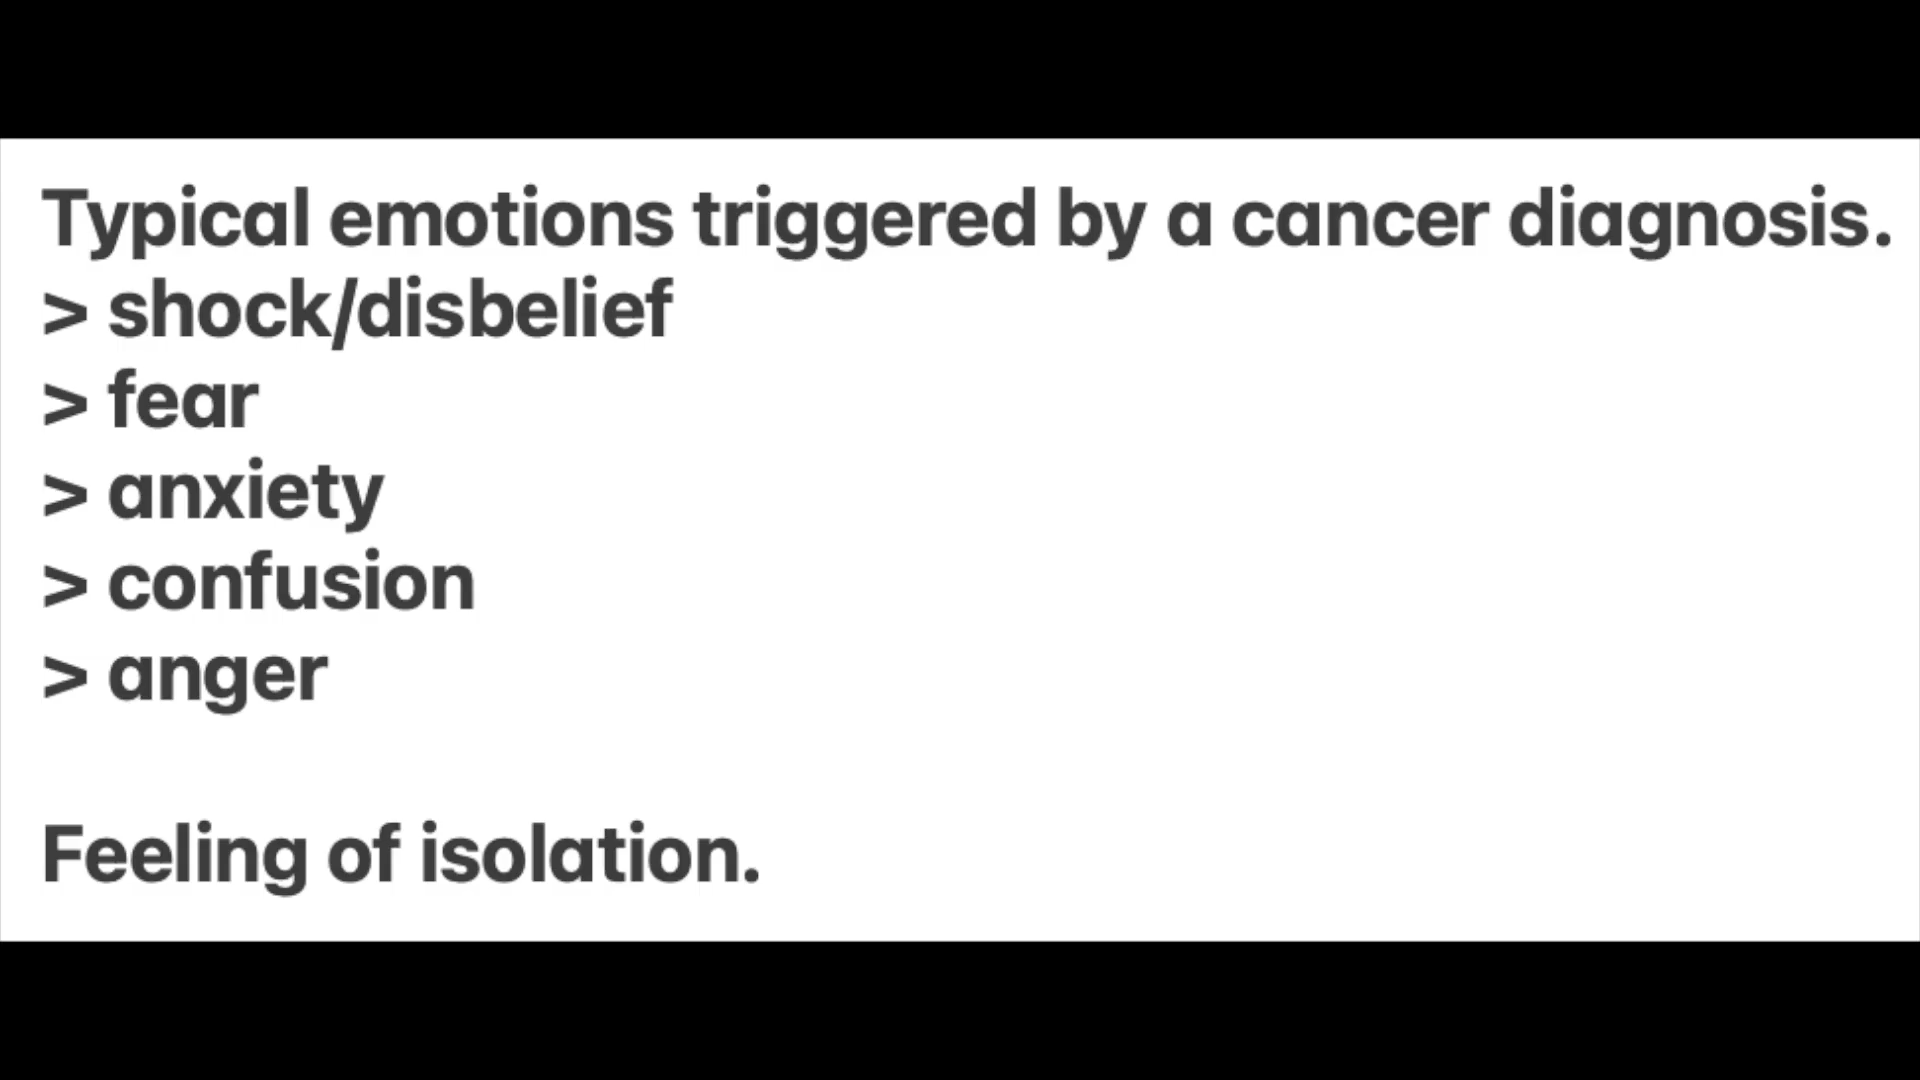 Typical emotions triggered by a cancer diagnosis.
> shock/disbelief
> fear
> anxiety
> confusion
> anger
Feeling of isolation.